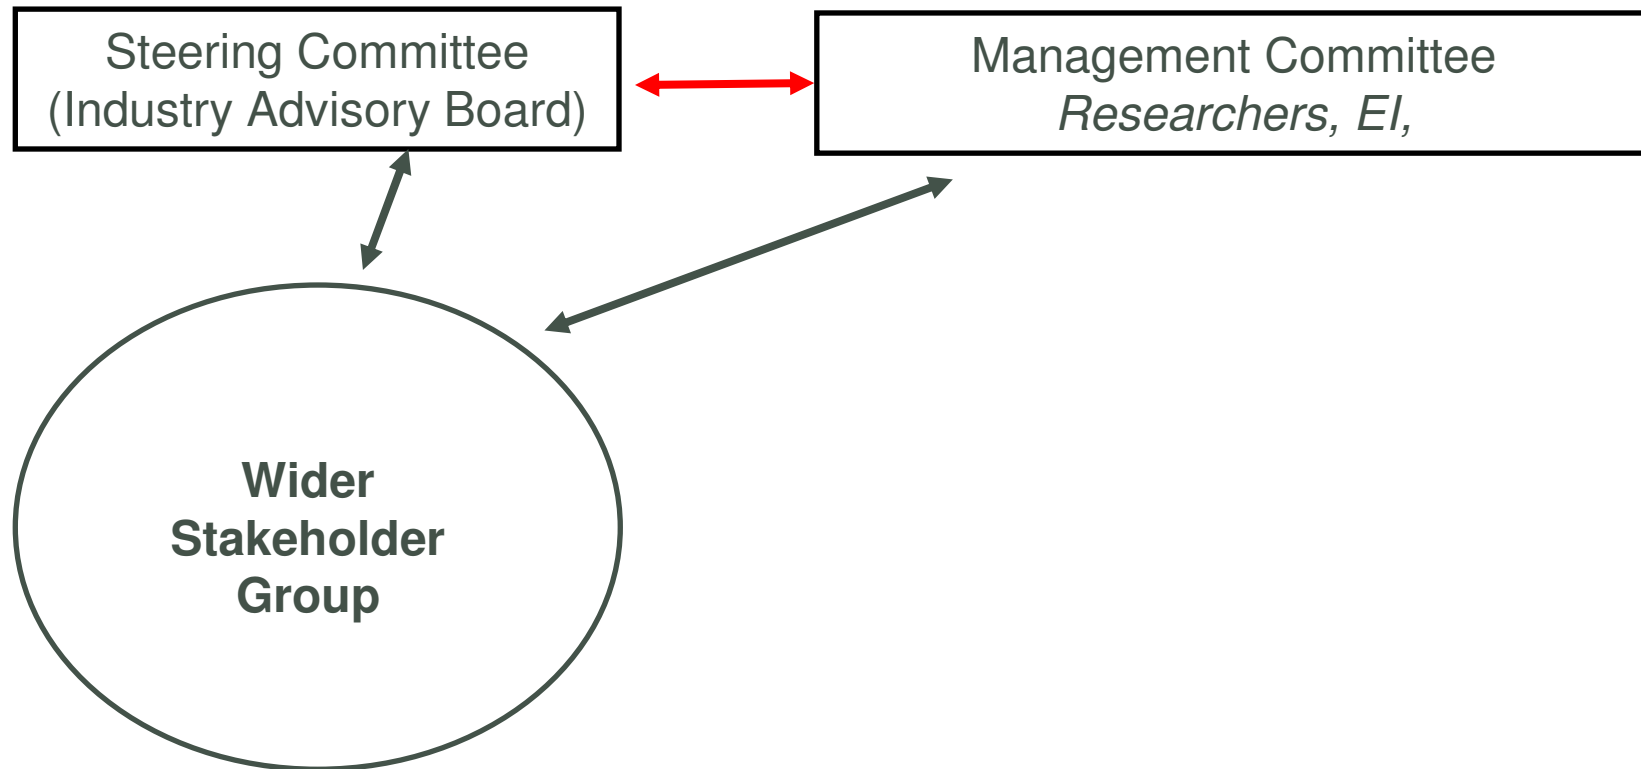 Steering Committee
(Industry Advisory Board)
Management Committee
Researchers, EI,
Wider
Stakeholder
Group